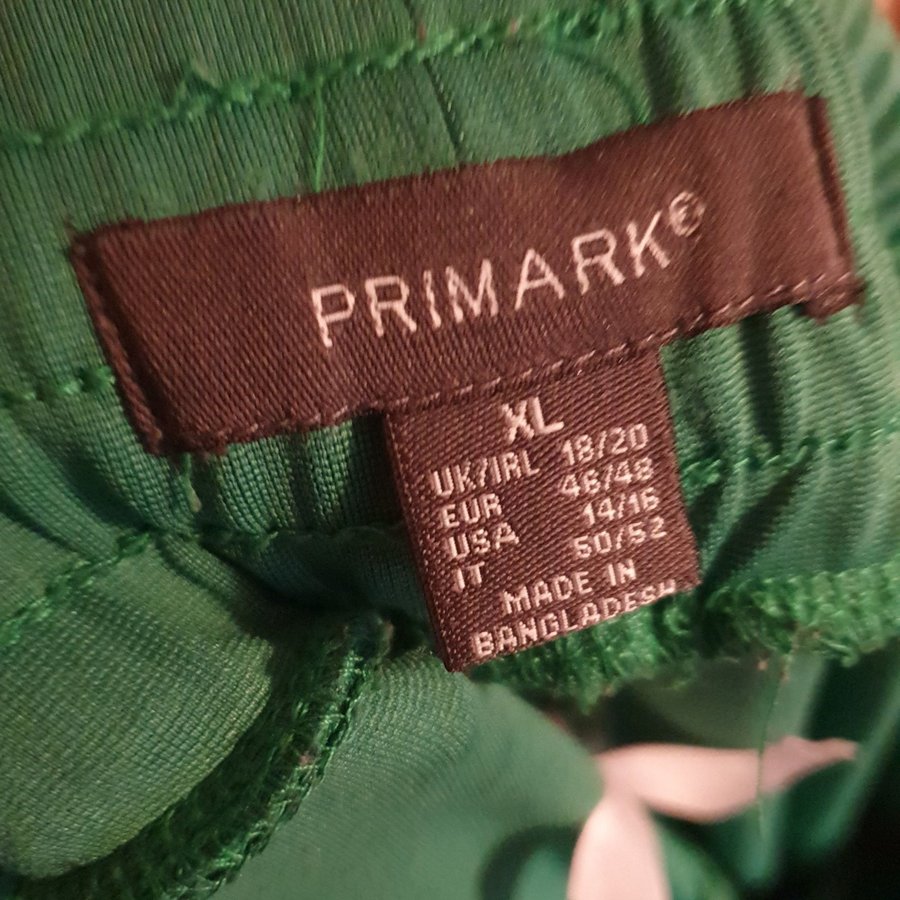 PRIMARK®
XL
UK/IRL 18/20
EUR 46/48
USA 14/16
IT 50/52
MADE IN
BANGLADESH